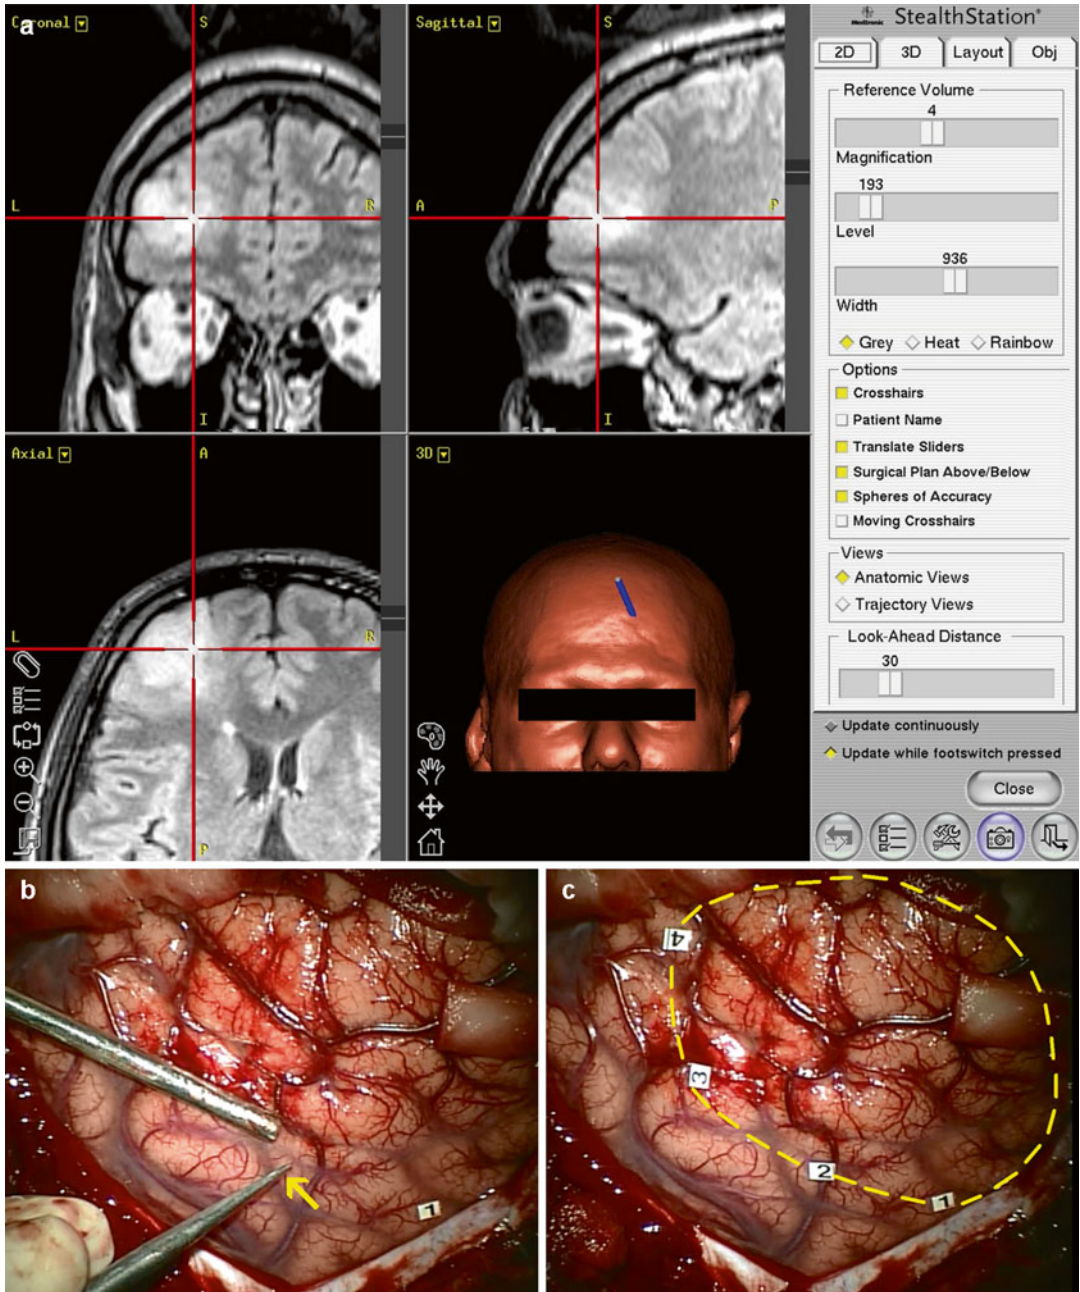 a
Coronal
S
L
R
I
Sagittal
S
A
P
I
Axial
A
L
R
P
3D
Medtronic
StealthStation®
2D
3D
Layout
Obj
Reference Volume
4
Magnification
193
Level
936
Width
Grey
Heat
Rainbow
Options
Crosshairs
Patient Name
Translate Sliders
Surgical Plan Above/Below
Spheres of Accuracy
Moving Crosshairs
Views
Anatomic Views
Trajectory Views
Look-Ahead Distance
30
Update continuously
Update while footswitch pressed
Close
b
1
c
4
3
2
1